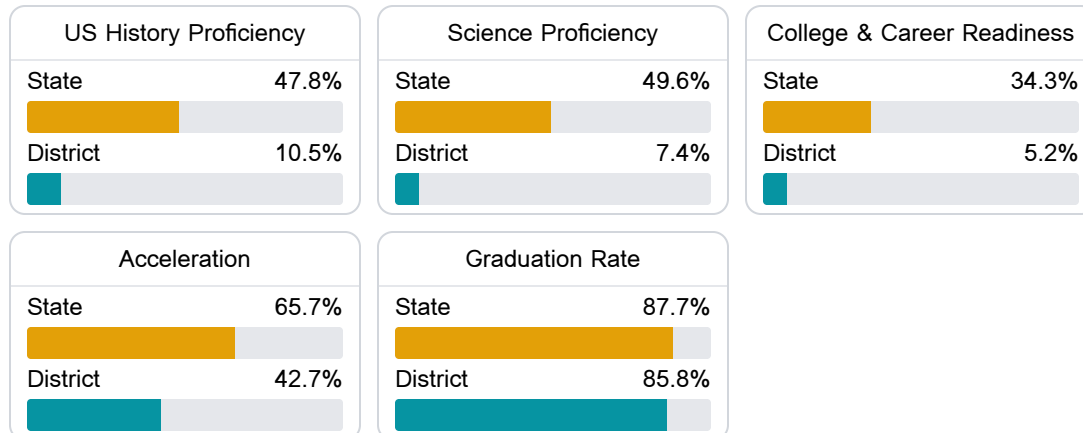 US History Proficiency
State 47.8%
District 10.5%
Science Proficiency
State 49.6%
District 7.4%
College & Career Readiness
State 34.3%
District 5.2%
Acceleration
State 65.7%
District 42.7%
Graduation Rate
State 87.7%
District 85.8%